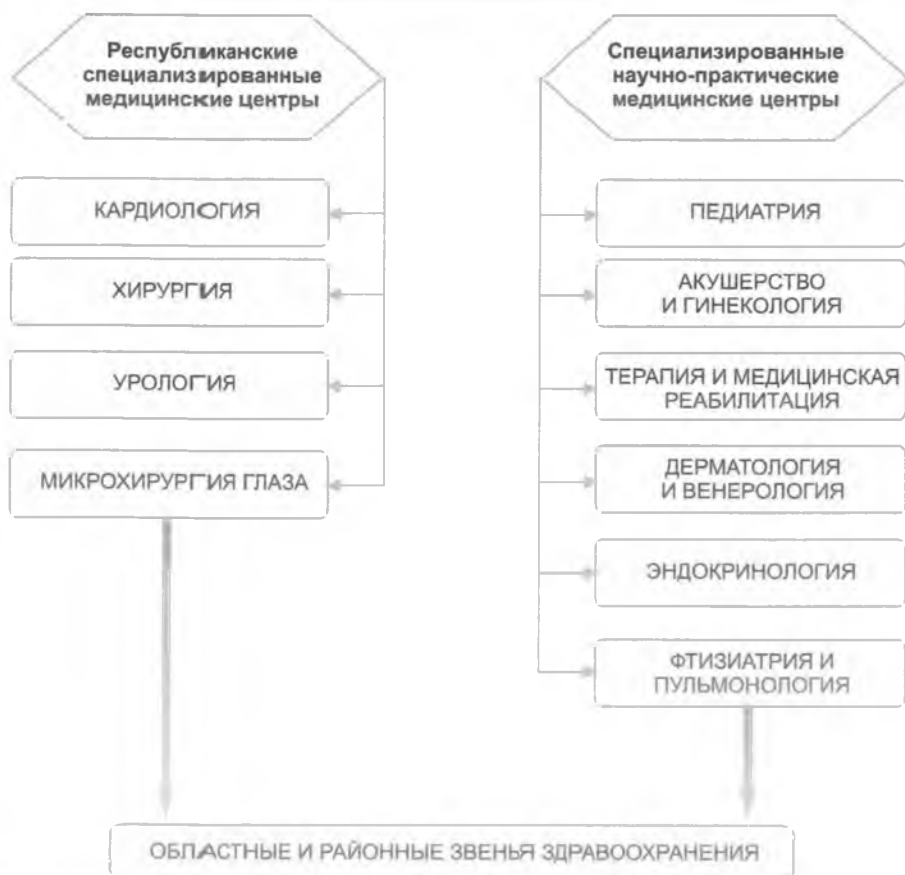 Республиканские
специализированные
медицинские центры
КАРДИОЛОГИЯ
ХИРУРГИЯ
УРОЛОГИЯ
МИКРОХИРУРГИЯ ГЛАЗА
Специализированные
научно-практические
медицинские центры
ПЕДИАТРИЯ
АКУШЕРСТВО
И ГИНЕКОЛОГИЯ
ТЕРАПИЯ И МЕДИЦИНСКАЯ
РЕАБИЛИТАЦИЯ
ДЕРМАТОЛОГИЯ
И ВЕНЕРОЛОГИЯ
ЭНДОКРИНОЛОГИЯ
ФТИЗИАТРИЯ И
ПУЛЬМОНОЛОГИЯ
ОБЛАСТНЫЕ И РАЙОННЫЕ ЗВЕНЬЯ ЗДРАВООХРАНЕНИЯ